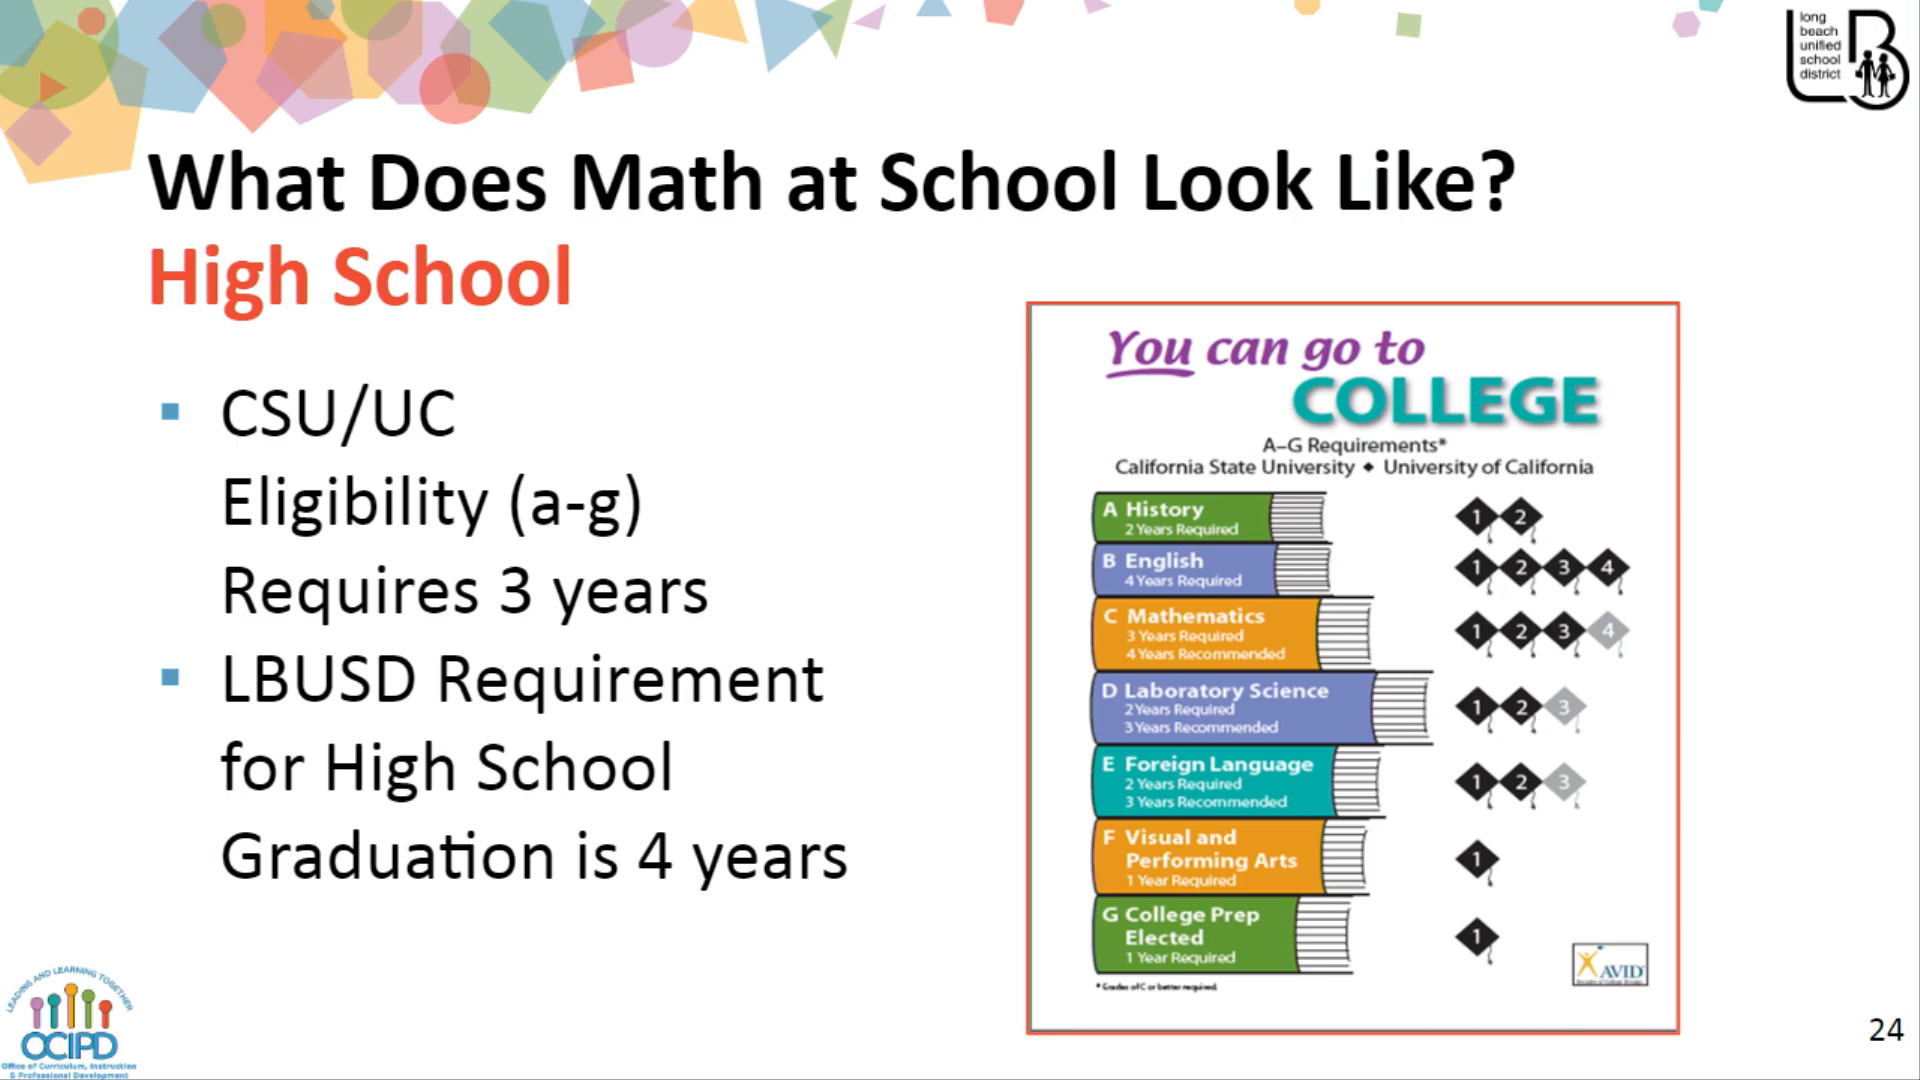 long
beach
unified
school
district
What Does Math at School Look Like?
High School
CSU/UC
Eligibility (a-g)
Requires 3 years
LBUSD Requirement
for High School
Graduation is 4 years
You can go to
COLLEGE
A–G Requirements*
California State University ◆ University of California
A History
2 Years Required
1 2
B English
4 Years Required
1 2 3 4
C Mathematics
3 Years Required
4 Years Recommended
1 2 3 4
D Laboratory Science
2 Years Required
3 Years Recommended
1 2 3
E Foreign Language
2 Years Required
3 Years Recommended
1 2 3
F Visual and
Performing Arts
1 Year Required
1
G College Prep
Elected
1 Year Required
1
* Grades of C or better required.
AVID
LEADING AND LEARNING TOGETHER
OCIPD
Office of Curriculum, Instruction
& Professional Development
24